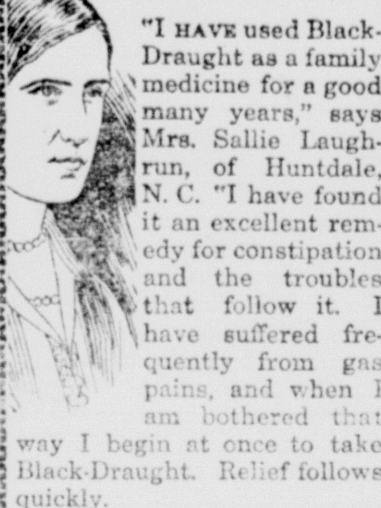 "I HAVE used Black-
Draught as a family
medicine for a good
many years," says
Mrs. Sallie Laugh-
run, of Huntdale,
N. C. "I have found
it an excellent rem-
edy for constipation
and the troubles
that follow it. I
have suffered fre-
quently from gas
pains, and when I
am bothered that
way I begin at once to take
Black-Draught. Relief follows
quickly.